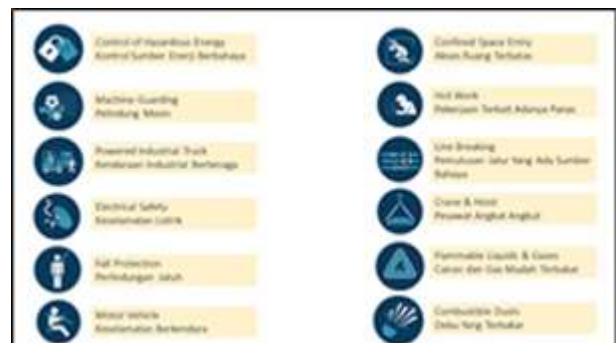 Control of Hazardous Energy
Kontrol Sumber Energi Berbahaya
Machine Guarding
Pelindung Mesin
Powered Industrial Truck
Kendaraan Industrial Bertenaga
Electrical Safety
Keselamatan Listrik
Fall Protection
Perlindungan Jatuh
Motor Vehicle
Keselamatan Berkendara
Confined Space Entry
Akses Ruang Terbatas
Hot Work
Pekerjaan Terkait Adanya Panas
Line Breaking
Pemutusan Jalur Yang Ada Sumber
Bahaya
Crane & Hoist
Pesawat Angkat Angkut
Flammable Liquids & Gases
Cairan dan Gas Mudah Terbakar
Combustible Dusts
Debu Yang Terbakar